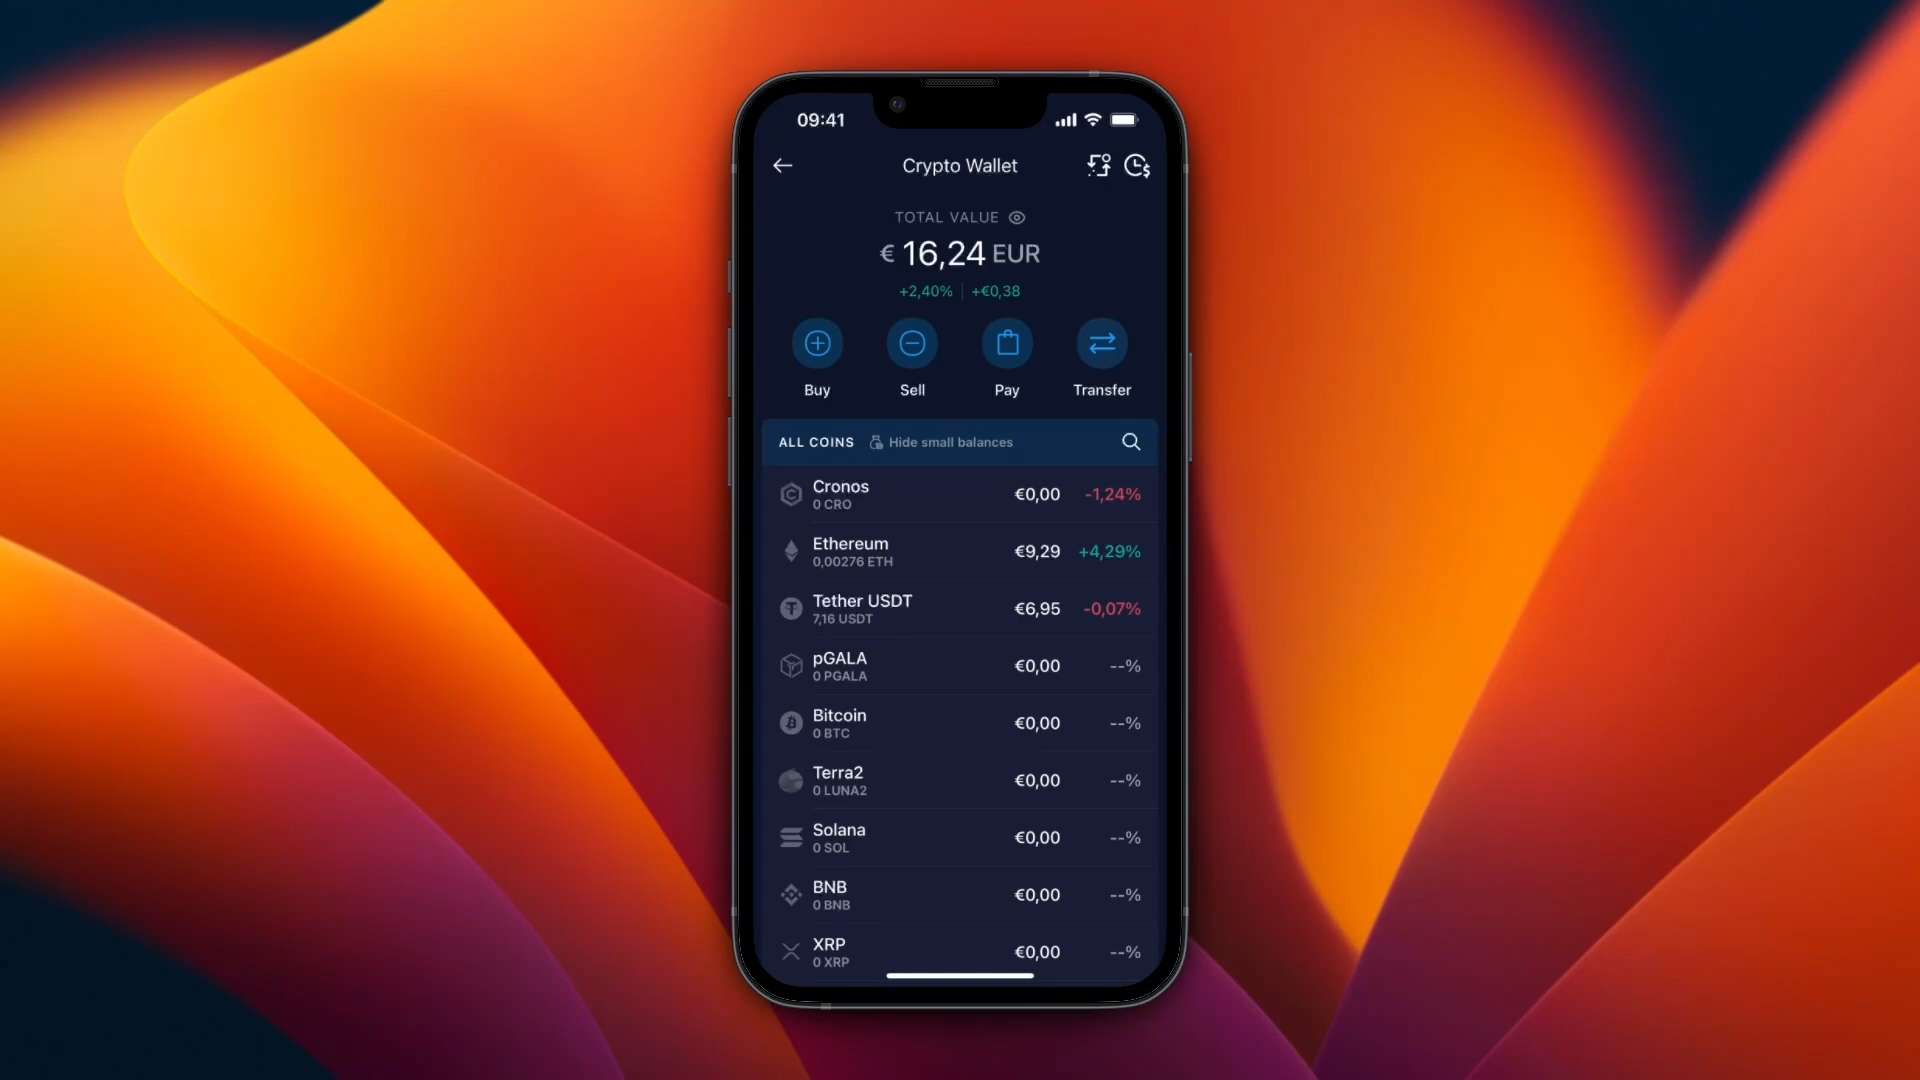 09:41
Crypto Wallet
TOTAL VALUE
€ 16,24 EUR
+2,40% +€0,38
Buy Sell Pay Transfer
ALL COINS Hide small balances
Cronos €0,00 -1,24%
0 CRO
Ethereum €9,29 +4,29%
0,00276 ETH
Tether USDT €6,95 -0,07%
7,16 USDT
pGALA €0,00 --%
0 PGALA
Bitcoin €0,00 --%
0 BTC
Terra2 €0,00 --%
0 LUNA2
Solana €0,00 --%
0 SOL
BNB €0,00 --%
0 BNB
XRP €0,00 --%
0 XRP